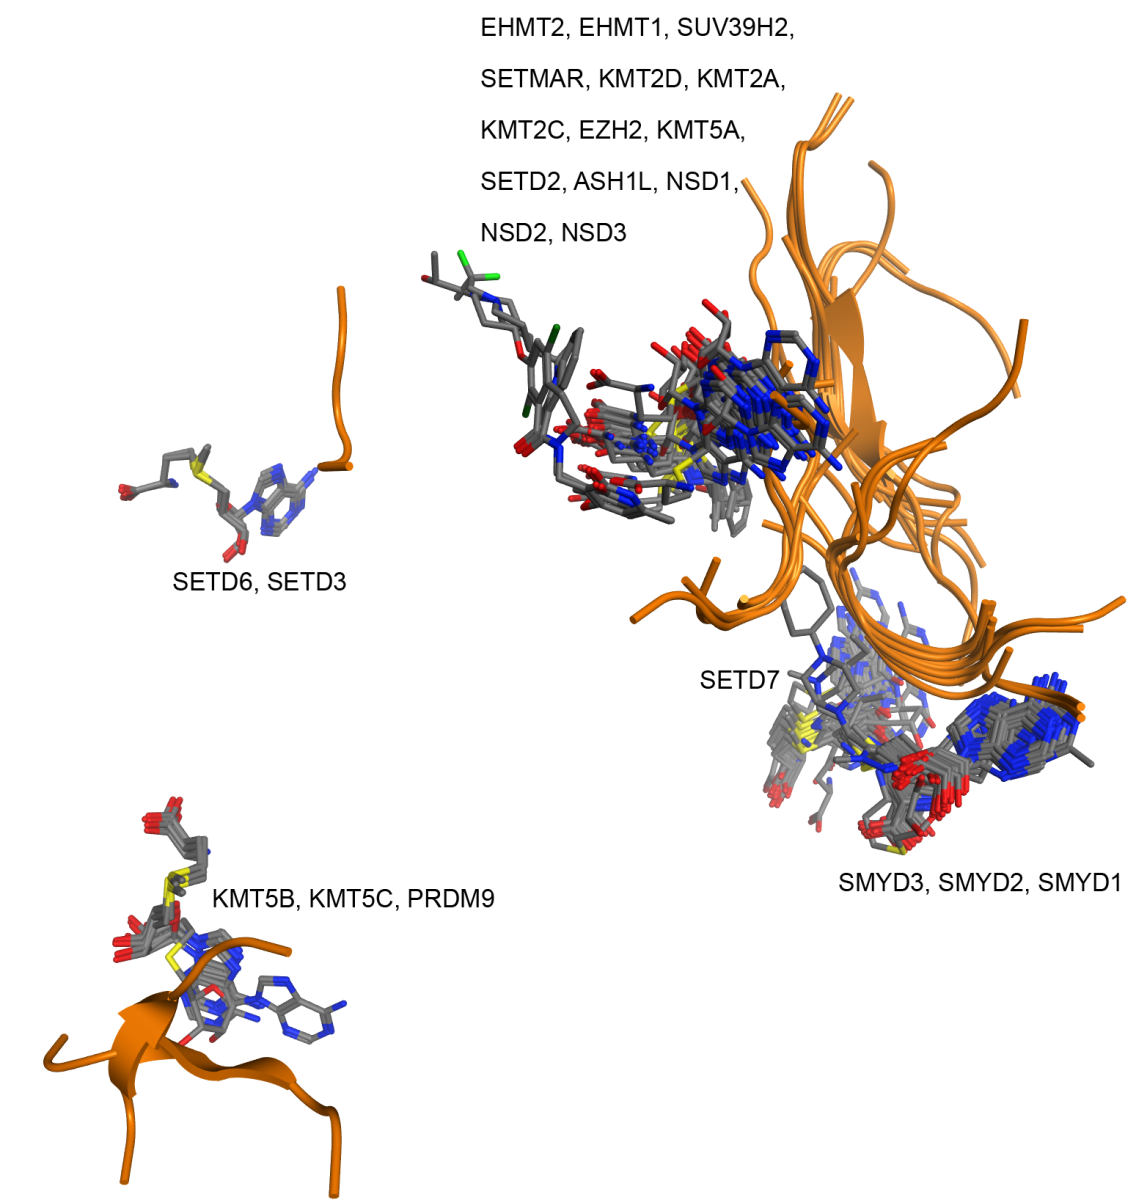 EHMT2, EHMT1, SUV39H2,
SETMAR, KMT2D, KMT2A,
KMT2C, EZH2, KMT5A,
SETD2, ASH1L, NSD1,
NSD2, NSD3
SETD6, SETD3
SETD7
SMYD3, SMYD2, SMYD1
KMT5B, KMT5C, PRDM9